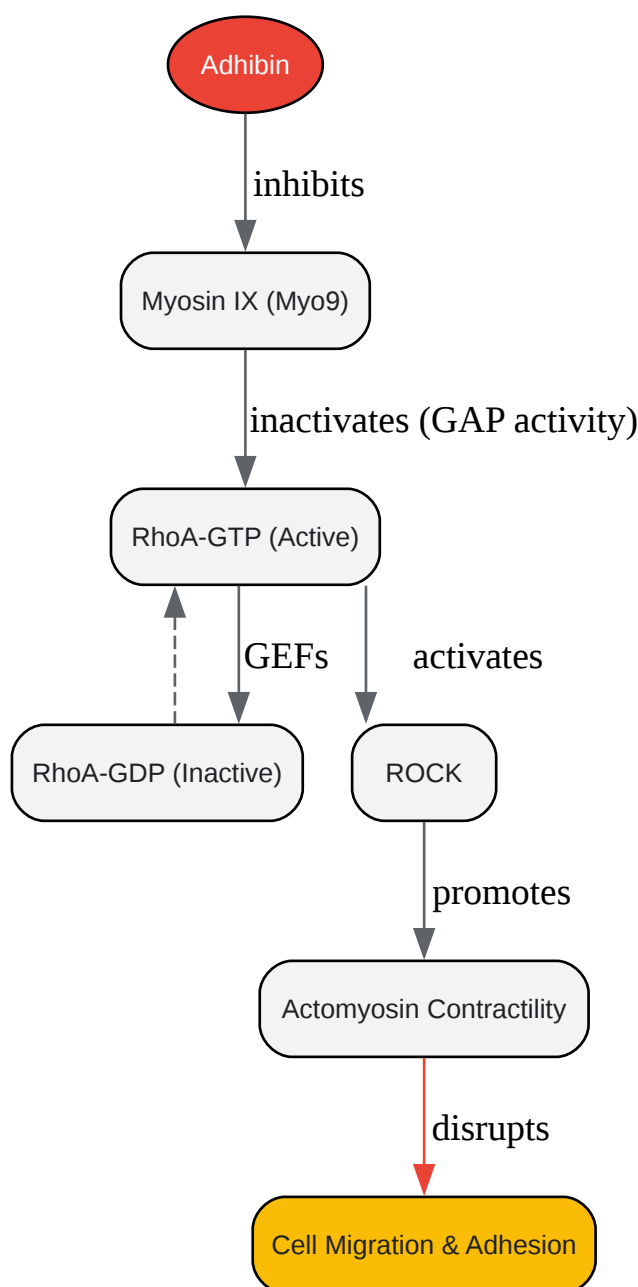 Adhibin
inhibits
Myosin IX (Myo9)
inactivates (GAP activity)
RhoA-GTP (Active)
GEFs
activates
RhoA-GDP (Inactive)
ROCK
promotes
Actomyosin Contractility
disrupts
Cell Migration & Adhesion